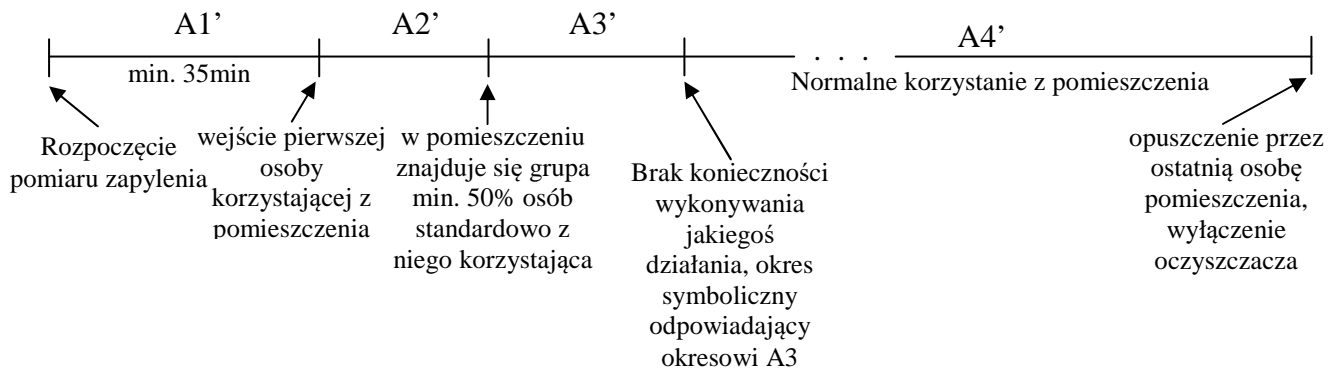 A1’ A2’ A3’ A4’
min. 35min
. . . .
Normalne korzystanie z pomieszczenia
Rozpoczęcie
pomiaru zapylenia
wejście pierwszej
osoby
korzystającej z
pomieszczenia
w pomieszczeniu
znajduje się grupa
min. 50% osób
standardowo z
niego korzystająca
Brak konieczności
wykonywania
jakiegoś
działania, okres
symboliczny
odpowiadający
okresowi A3
opuszczenie przez
ostatnią osobę
pomieszczenia,
wyłączenie
oczyszczacza